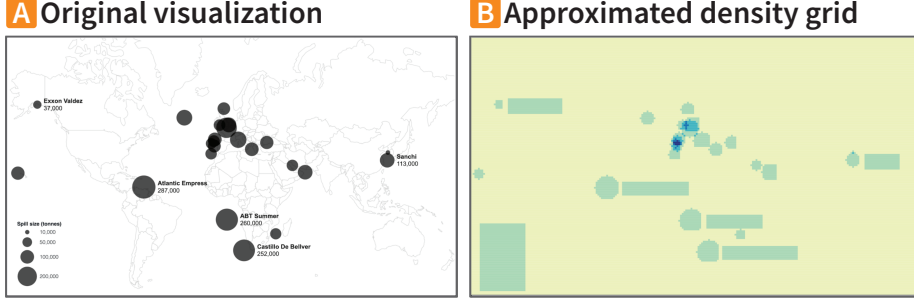 A Original visualization
B Approximated density grid
Exxon Valdez
37,000
Sanchi
113,000
Atlantic Empress
287,000
ABT Summer
260,000
Castillo De Bellver
252,000
Spill size (tonnes)
10,000
50,000
100,000
200,000